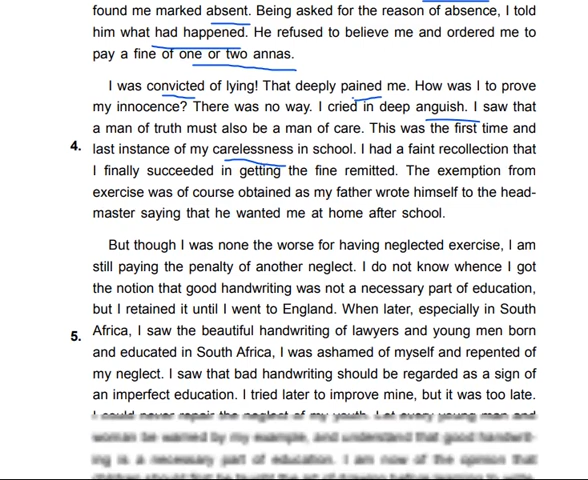 found me marked absent. Being asked for the reason of absence, I told
him what had happened. He refused to believe me and ordered me to
pay a fine of one or two annas.
I was convicted of lying! That deeply pained me. How was I to prove
my innocence? There was no way. I cried in deep anguish. I saw that
a man of truth must also be a man of care. This was the first time and
4. last instance of my carelessness in school. I had a faint recollection that
I finally succeeded in getting the fine remitted. The exemption from
exercise was of course obtained as my father wrote himself to the head-
master saying that he wanted me at home after school.
But though I was none the worse for having neglected exercise, I am
still paying the penalty of another neglect. I do not know whence I got
the notion that good handwriting was not a necessary part of education,
but I retained it until I went to England. When later, especially in South
5. Africa, I saw the beautiful handwriting of lawyers and young men born
and educated in South Africa, I was ashamed of myself and repented of
my neglect. I saw that bad handwriting should be regarded as a sign of
an imperfect education. I tried later to improve mine, but it was too late.